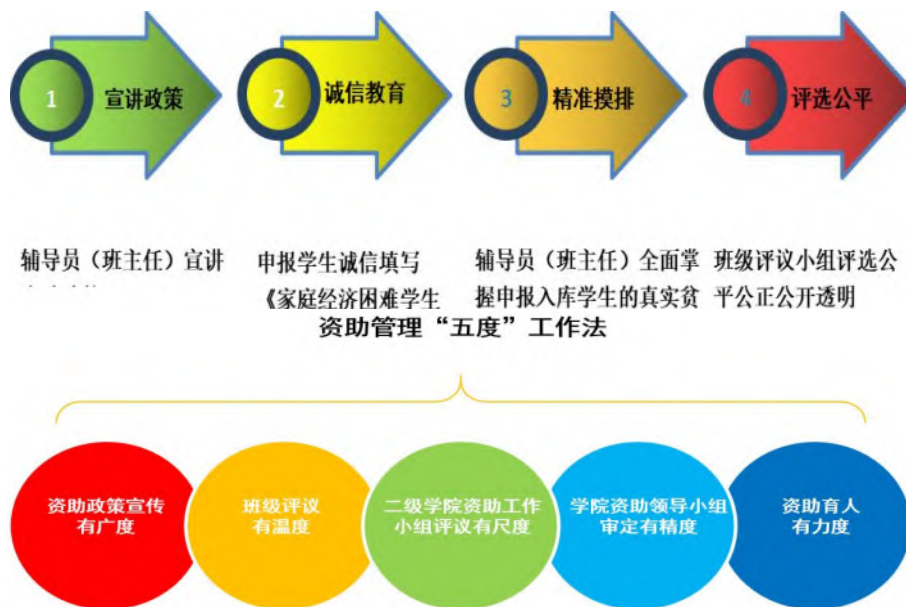 1
宣讲政策
2
诚信教育
3
精准摸排
4
评选公平
辅导员（班主任）宣讲
申报学生诚信填写
《家庭经济困难学生
辅导员（班主任）全面掌
握申报入库学生的真实贫
班级评议小组评选公
平公正公开透明
资助管理“五度”工作法
资助政策宣传
有广度
班级评议
有温度
二级学院资助工作
小组评议有尺度
学院资助领导小组
审定有精度
资助育人
有力度